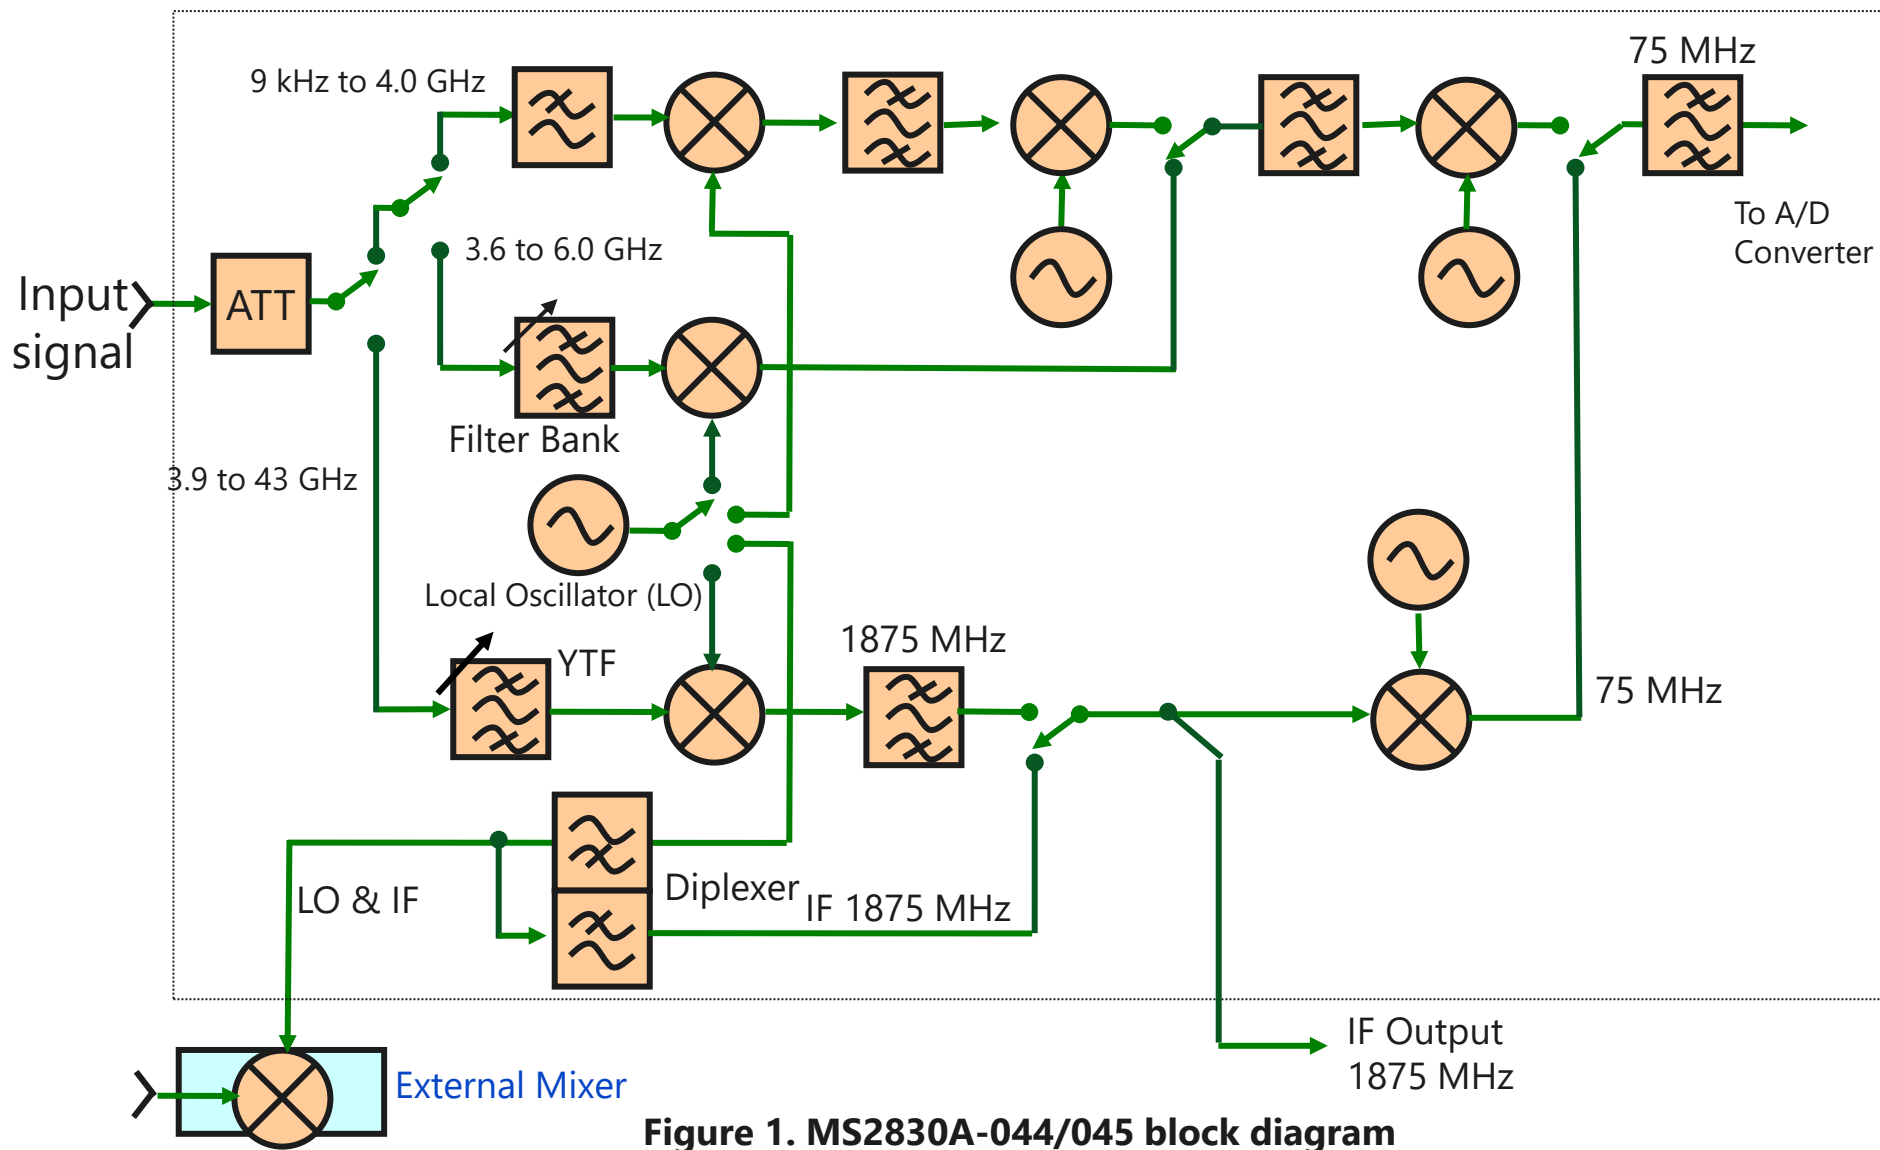 75 MHz
9 kHz to 4.0 GHz
To A/D
Converter
3.6 to 6.0 GHz
Input
signal
ATT
Filter Bank
3.9 to 43 GHz
Local Oscillator (LO)
1875 MHz
YTF
75 MHz
Diplexer
LO & IF
IF 1875 MHz
IF Output
1875 MHz
External Mixer
Figure 1. MS2830A-044/045 block diagram